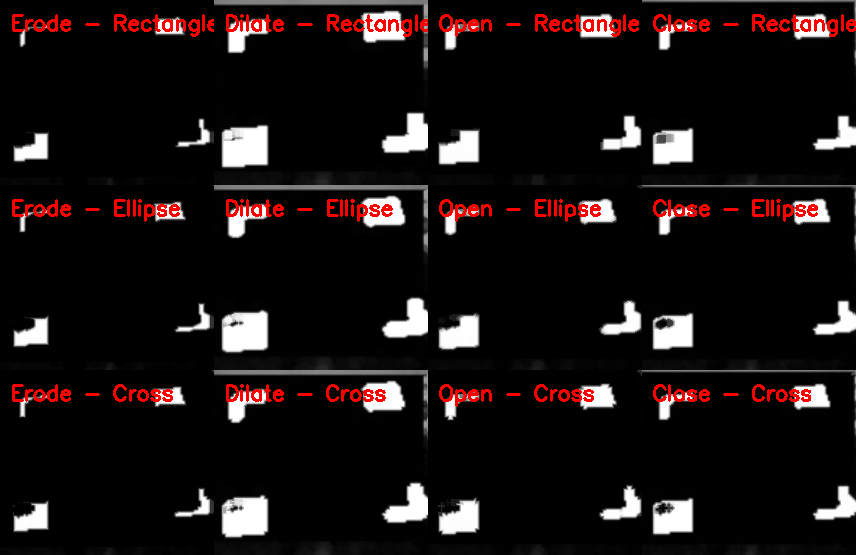 Erode - Rectangle Dilate - Rectangle Open - Rectangle Close - Rectangle
Erode - Ellipse Dilate - Ellipse Open - Ellipse Close - Ellipse
Erode - Cross Dilate - Cross Open - Cross Close - Cross